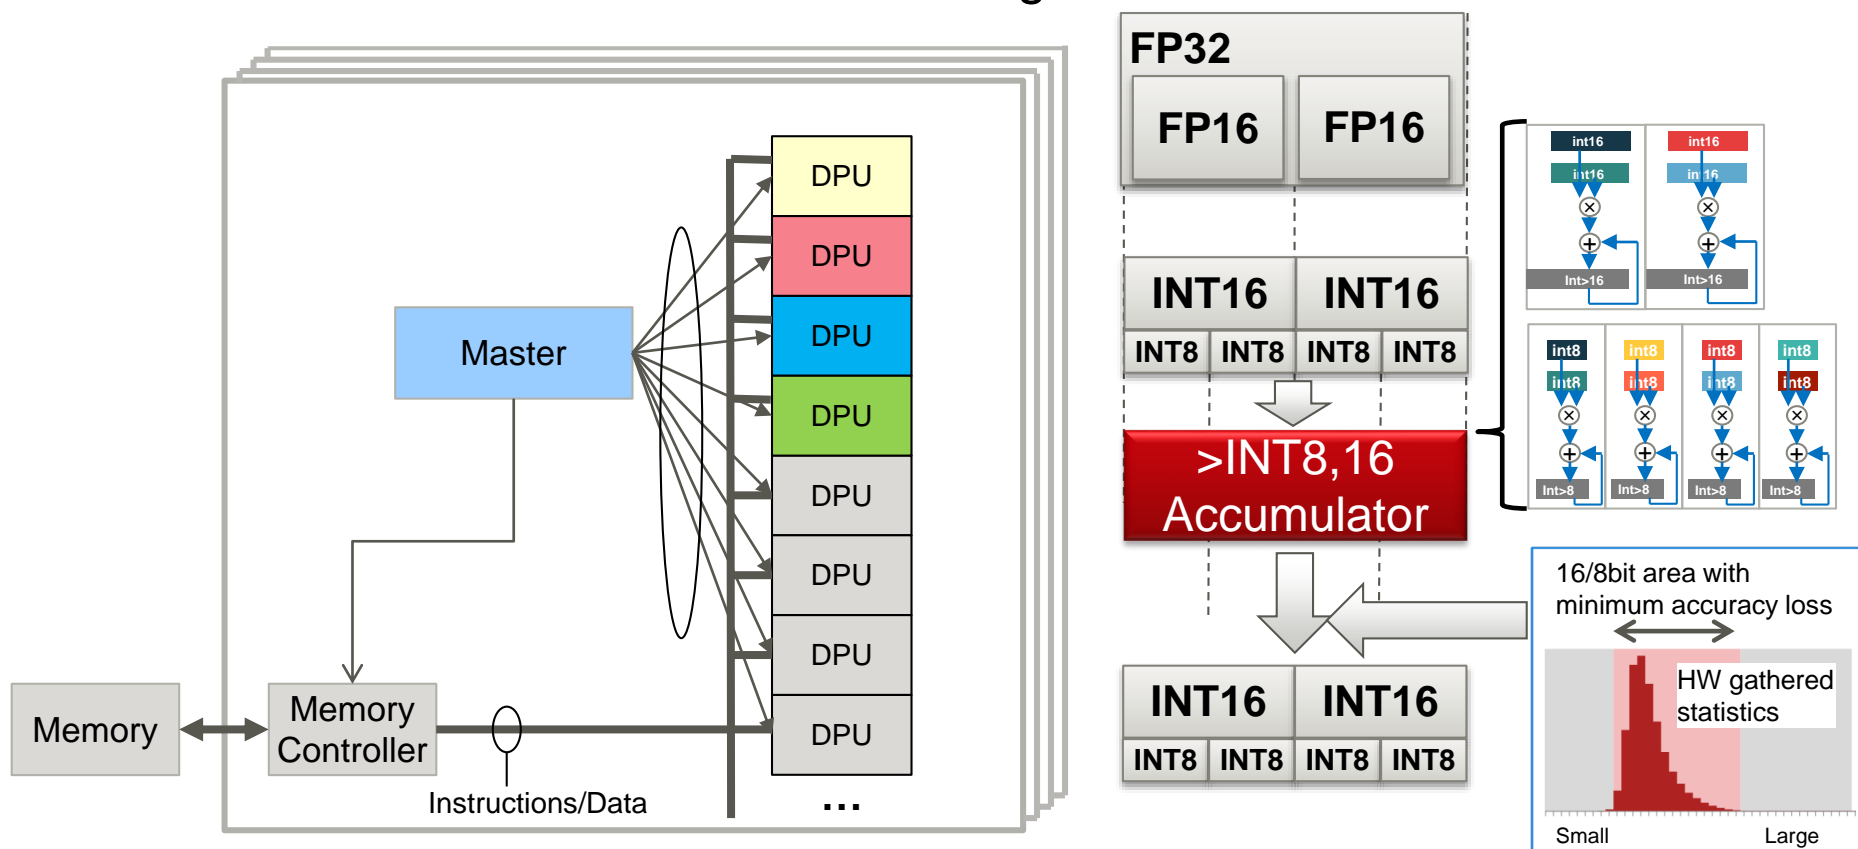 g
DPU
DPU
DPU
DPU
DPU
DPU
DPU
DPU
...
Master
Memory
Memory
Controller
Instructions/Data
FP32
FP16 FP16
INT16 INT16
INT8 INT8 INT8 INT8
>INT8,16
Accumulator
INT16 INT16
INT8 INT8 INT8 INT8
int16 int16
int16 int16
× ×
+ +
Int>16 Int>16
int8 int8 int8 int8
int8 int8 int8 int8
× × × ×
+ + + +
Int>8 Int>8 Int>8 Int>8
16/8bit area with
minimum accuracy loss
HW gathered
statistics
Small Large